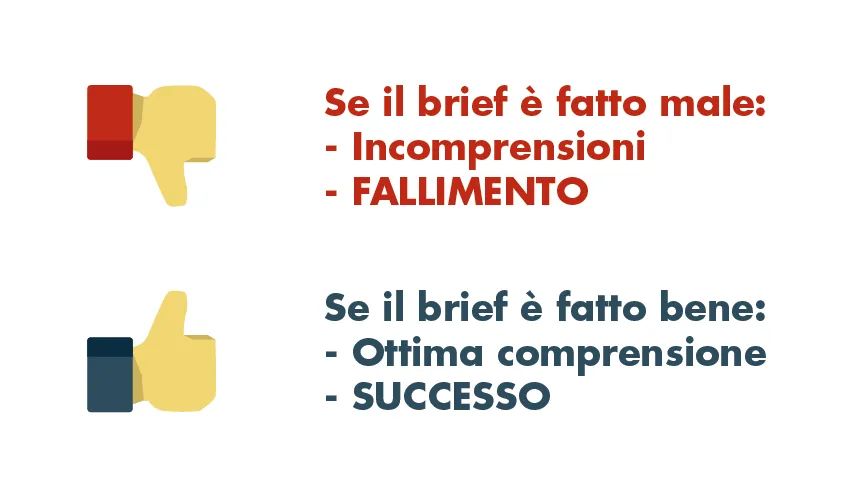 Se il brief è fatto male:
- Incomprensioni
- FALLIMENTO
Se il brief è fatto bene:
- Ottima comprensione
- SUCCESSO